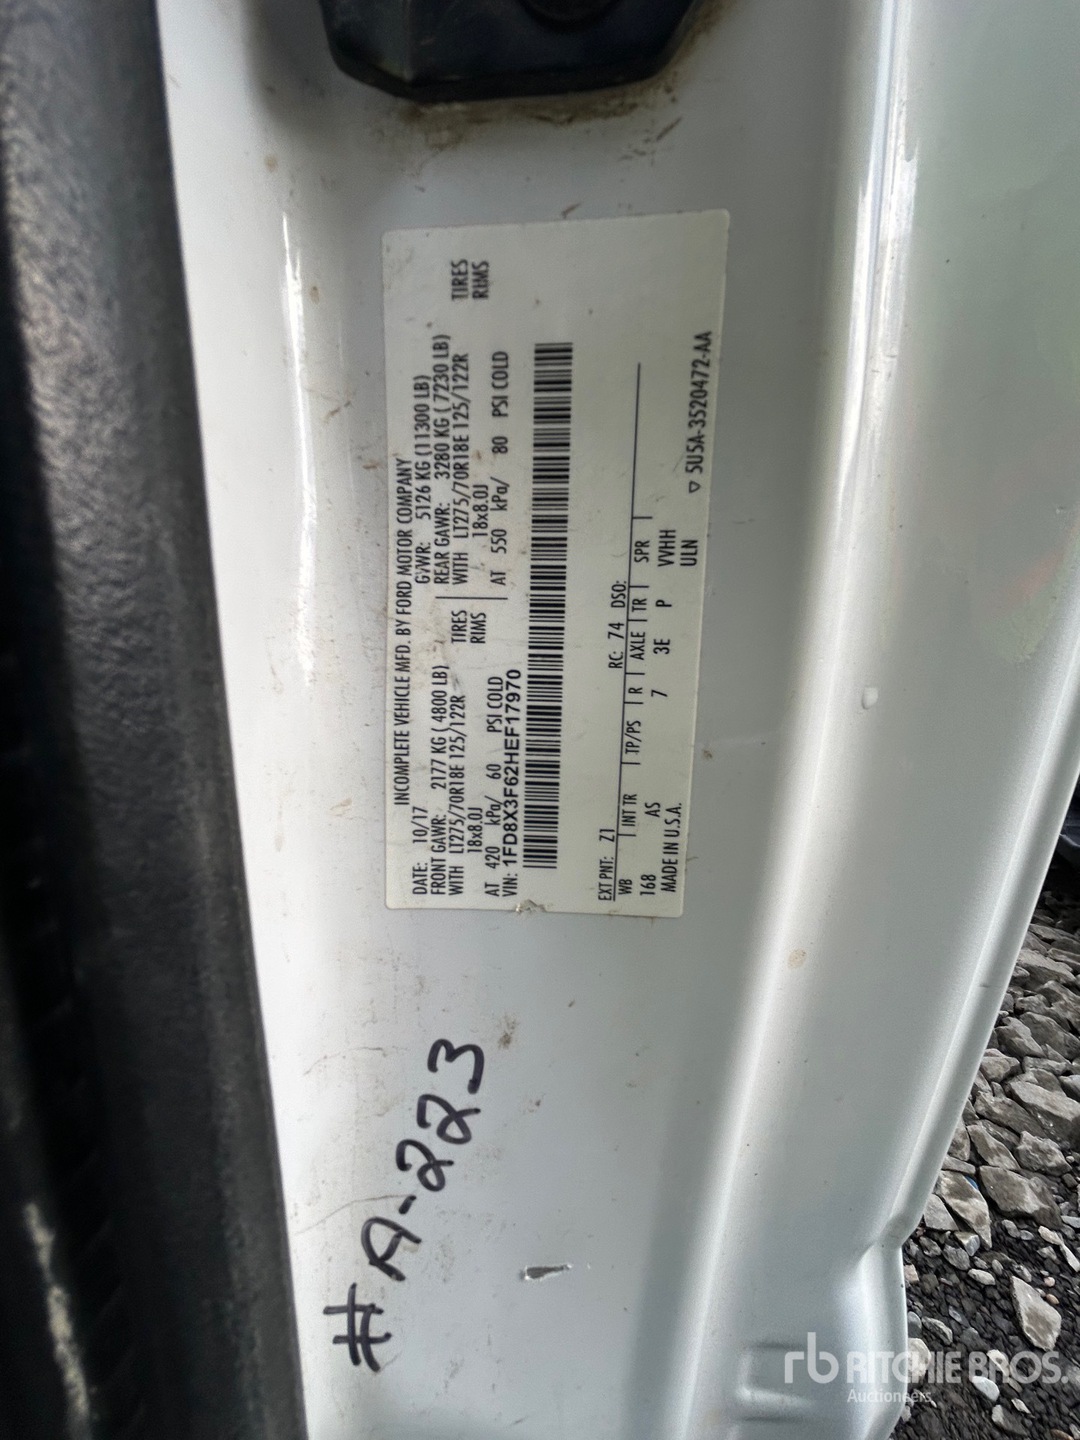 INCOMPLETE VEHICLE MFD. BY FORD MOTOR COMPANY
DATE: 10/17 GVWR: 5126 KG (11300 LB)
FRONT GAWR: 2177 KG (4800 LB) REAR GAWR: 3280 KG (7230 LB)
WITH LT275/70R18E 125/122R TIRES WITH LT275/70R18E 125/122R TIRES
18x8.0J RIMS 18x8.0J RIMS
AT 420 kPa/ 60 PSI COLD AT 550 kPa/ 80 PSI COLD
VIN: 1FD8X3F62HEF17970
EXT PNT: Z1 RC: 74 DSO:
WB | INT TR | TP/PS | R | AXLE | TR | SPR |
168 AS 7 3E P VVHH
MADE IN U.S.A. ULN
▽ 5U5A-3520472-AA
# A-223
rb RITCHIE BROS.
Auctioneers